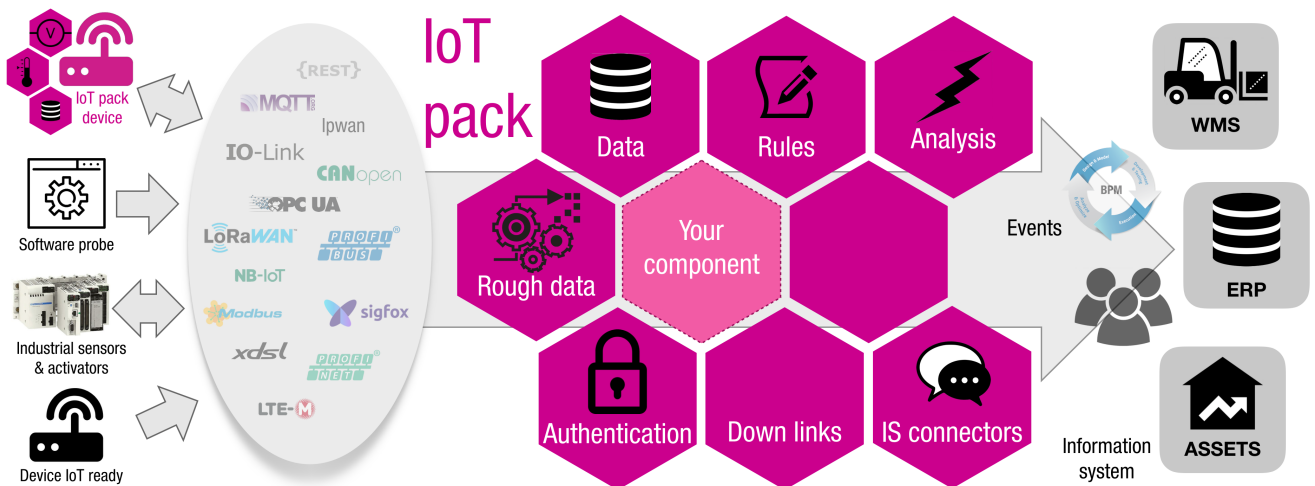 V
IoT pack
device
Software probe
Industrial sensors
& activators
Device IoT ready
{REST}
MQTT.ORG
lpwan
IO-Link
CANopen
OPC UA
LoRaWAN™
PROFI®
BUS
NB-IoT
Modbus
sigfox
xdsl
PROFI®
NET
LTE-M
IoT
pack
Data
Rules
Analysis
Rough data
Your
component
Authentication
Down links
IS connectors
Events
BPM
Information
system
WMS
ERP
ASSETS